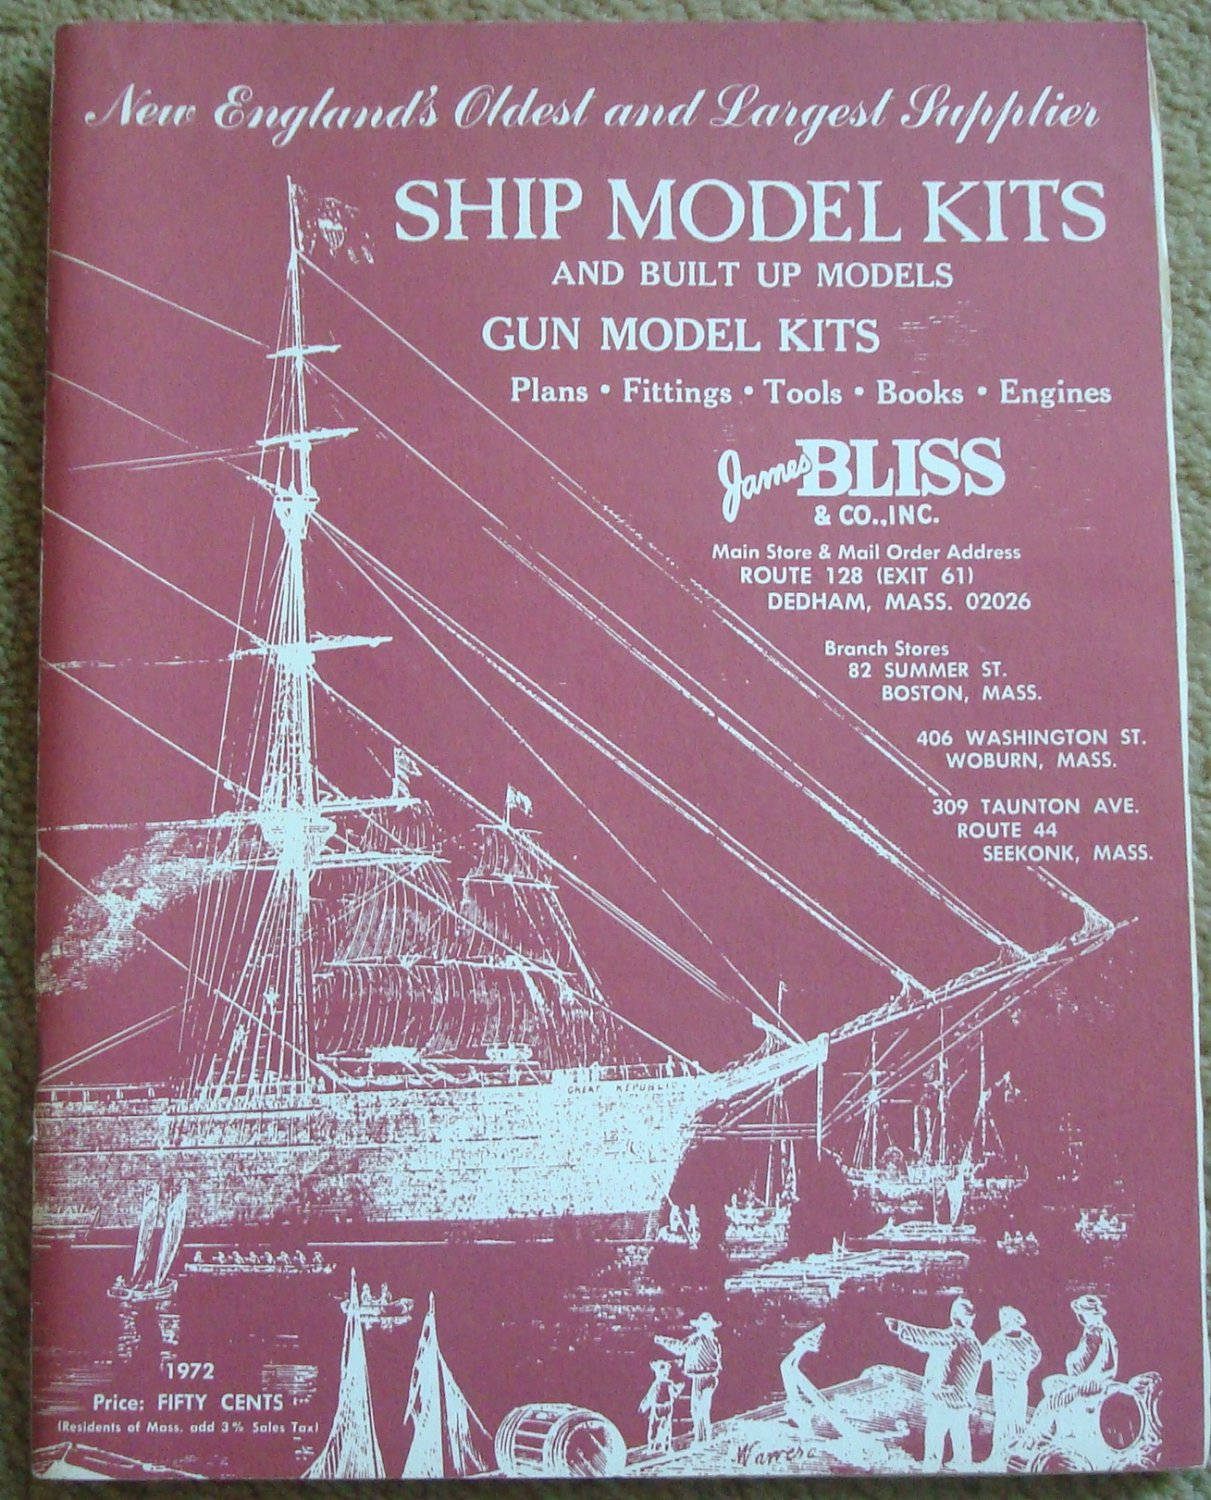 New England's Oldest and Largest Supplier
SHIP MODEL KITS
AND BUILT UP MODELS
GUN MODEL KITS
Plans • Fittings • Tools • Books • Engines
James BLISS
& CO., INC.
Main Store & Mail Order Address
ROUTE 128 (EXIT 61)
DEDHAM, MASS. 02026
Branch Stores
82 SUMMER ST.
BOSTON, MASS.
406 WASHINGTON ST.
WOBURN, MASS.
309 TAUNTON AVE.
ROUTE 44
SEEKONK, MASS.
GREAT REPUBLIC
1972
Price: FIFTY CENTS
(Residents of Mass. add 3% Sales Tax)